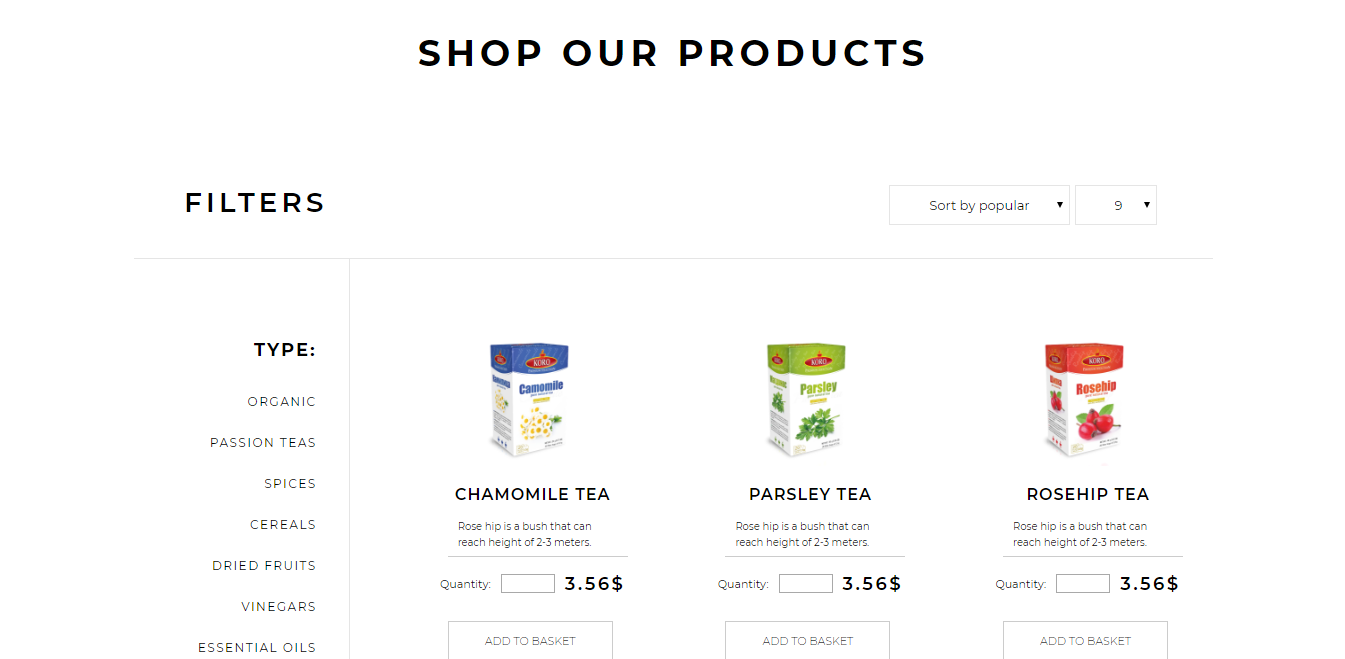 SHOP OUR PRODUCTS
FILTERS
Sort by popular
9
TYPE:
ORGANIC
PASSION TEAS
SPICES
CEREALS
DRIED FRUITS
VINEGARS
ESSENTIAL OILS
KORO
Camomile
CHAMOMILE TEA
Rose hip is a bush that can
reach height of 2-3 meters.
Quantity: 3.56$
ADD TO BASKET
KORO
Parsley
PARSLEY TEA
Rose hip is a bush that can
reach height of 2-3 meters.
Quantity: 3.56$
ADD TO BASKET
KORO
Rosehip
ROSEHIP TEA
Rose hip is a bush that can
reach height of 2-3 meters.
Quantity: 3.56$
ADD TO BASKET